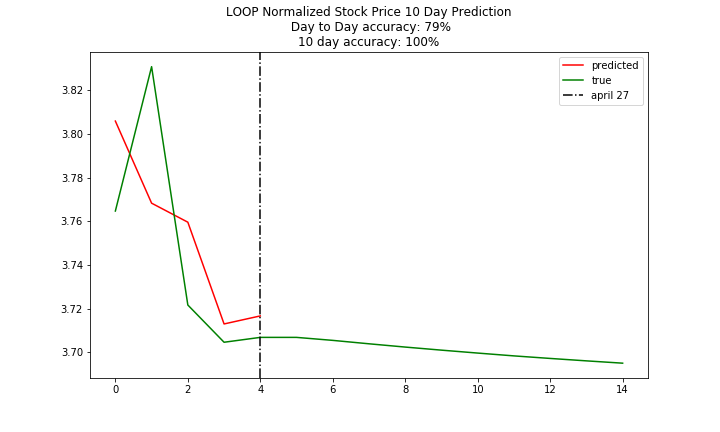 LOOP Normalized Stock Price 10 Day Prediction
Day to Day accuracy: 79%
10 day accuracy: 100%
predicted
true
april 27
3.82
3.80
3.78
3.76
3.74
3.72
3.70
0 2 4 6 8 10 12 14